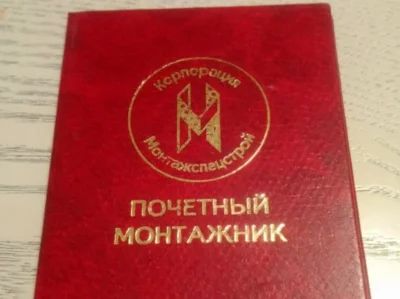 Корпорация
Монтажспецстрой
ПОЧЕТНЫЙ
МОНТАЖНИК